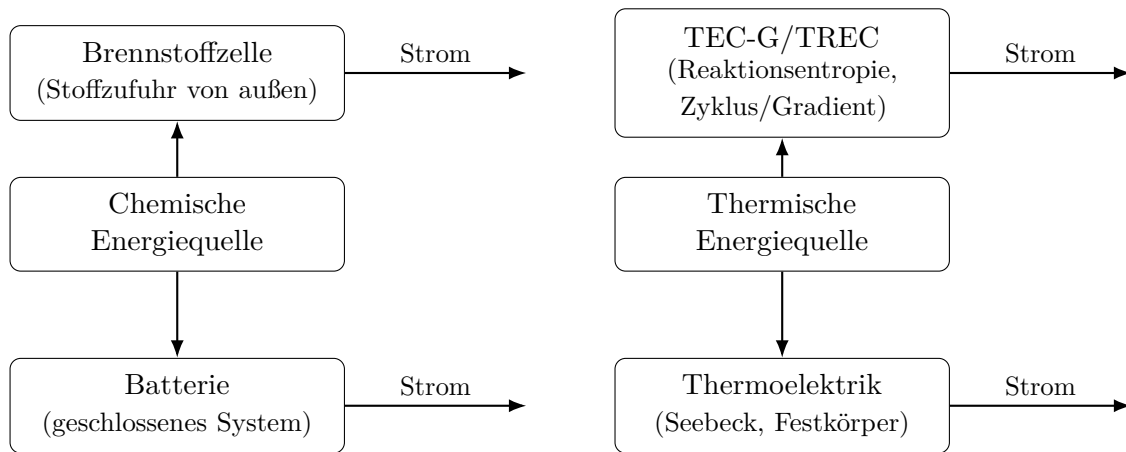 Brennstoffzelle
(Stoffzufuhr von außen)
Strom
Chemische
Energiequelle
Batterie
(geschlossenes System)
Strom
TEC-G/TREC
(Reaktionsentropie,
Zyklus/Gradient)
Strom
Thermische
Energiequelle
Thermoelektrik
(Seebeck, Festkörper)
Strom